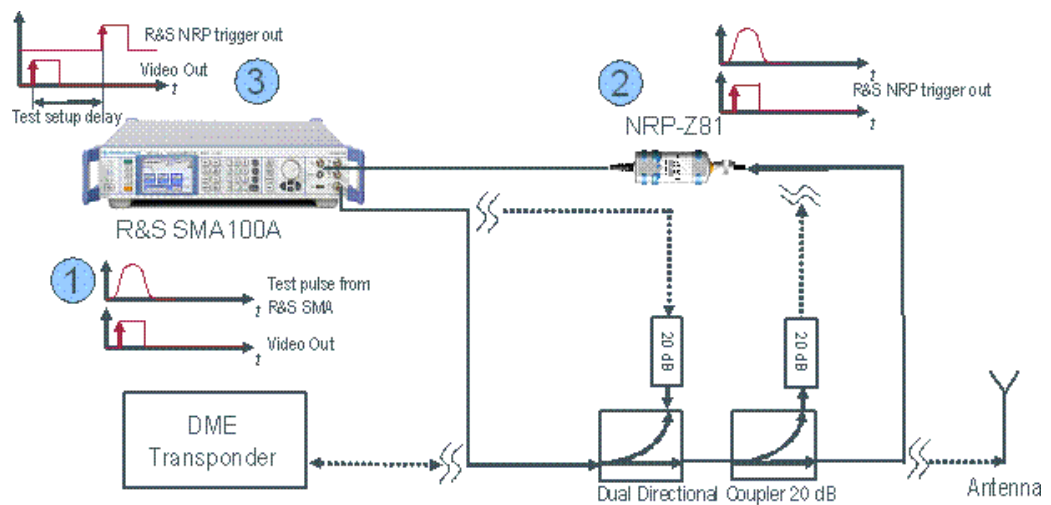 R&S NRP trigger out
Video Out
t
Test setup delay
3
2
t
R&S NRP trigger out
t
NRP-Z81
R&S SMA100A
1
Test pulse from
R&S SMA
t
Video Out
t
20 dB
20 dB
DME
Transponder
Dual Directional Coupler 20 dB
Antenna